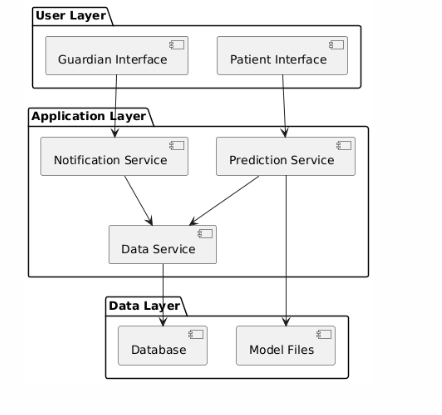 User Layer
Guardian Interface
Patient Interface
Application Layer
Notification Service
Prediction Service
Data Service
Data Layer
Database
Model Files